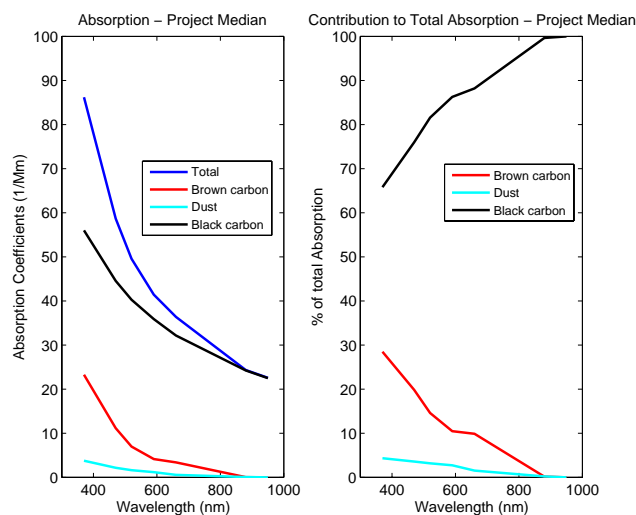 Absorption – Project Median
100
90
80
70
60
50
40
30
20
10
0
400
600
800
1000
Wavelength (nm)
Absorption Coefficients (1/Mm)
Total
Brown carbon
Dust
Black carbon
Contribution to Total Absorption – Project Median
100
90
80
70
60
50
40
30
20
10
0
400
600
800
1000
Wavelength (nm)
% of total Absorption
Brown carbon
Dust
Black carbon